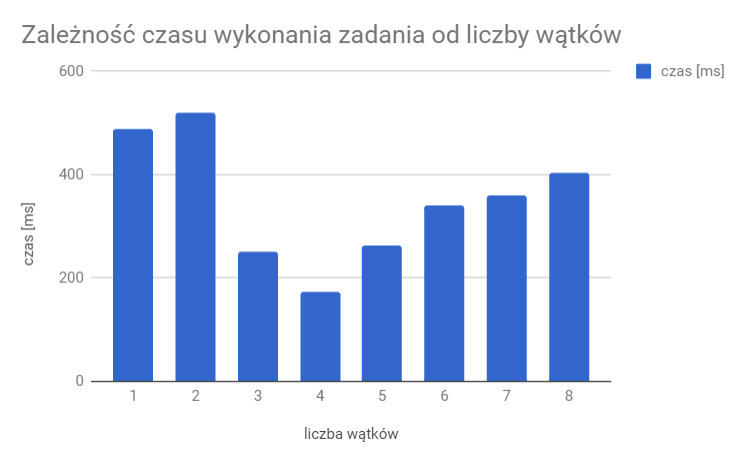 Zależność czasu wykonania zadania od liczby wątków
czas [ms]
600
400
200
0
czas [ms]
1 2 3 4 5 6 7 8
liczba wątków